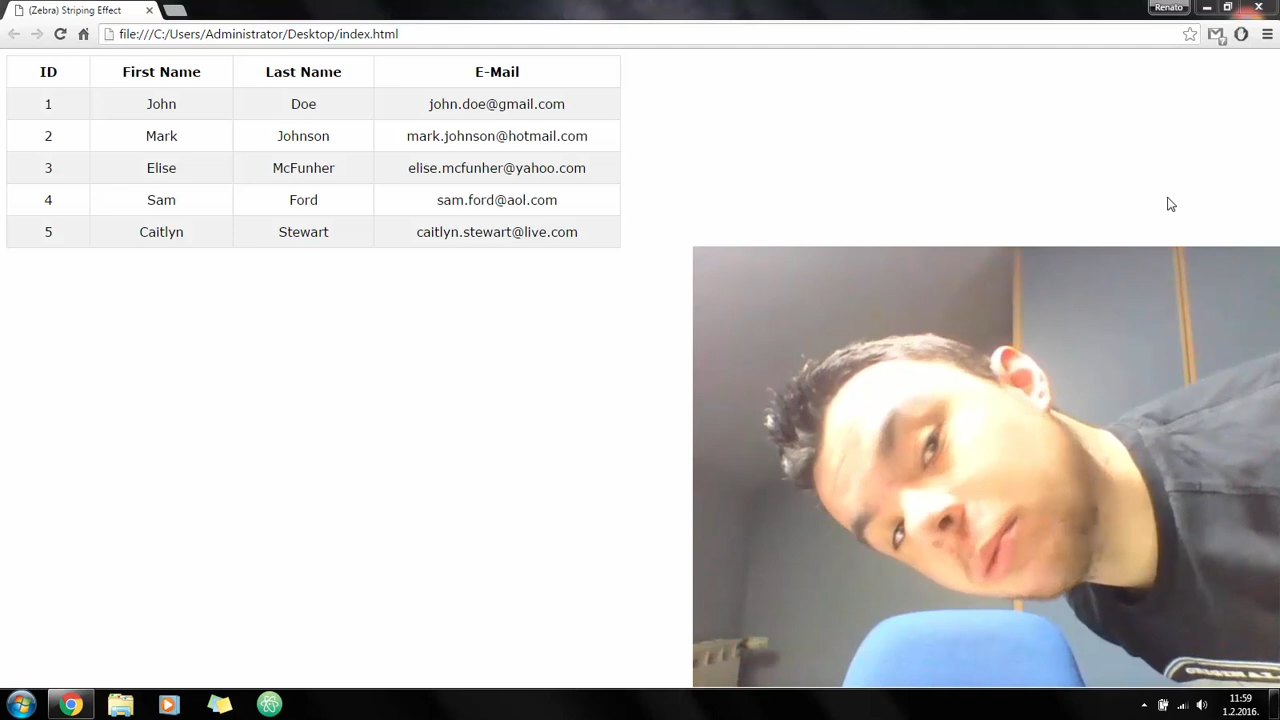 (Zebra) Striping Effect
Renato
file:///C:/Users/Administrator/Desktop/index.html
ID First Name Last Name E-Mail
1 John Doe john.doe@gmail.com
2 Mark Johnson mark.johnson@hotmail.com
3 Elise McFunher elise.mcfunher@yahoo.com
4 Sam Ford sam.ford@aol.com
5 Caitlyn Stewart caitlyn.stewart@live.com
11:59
1.2.2016.